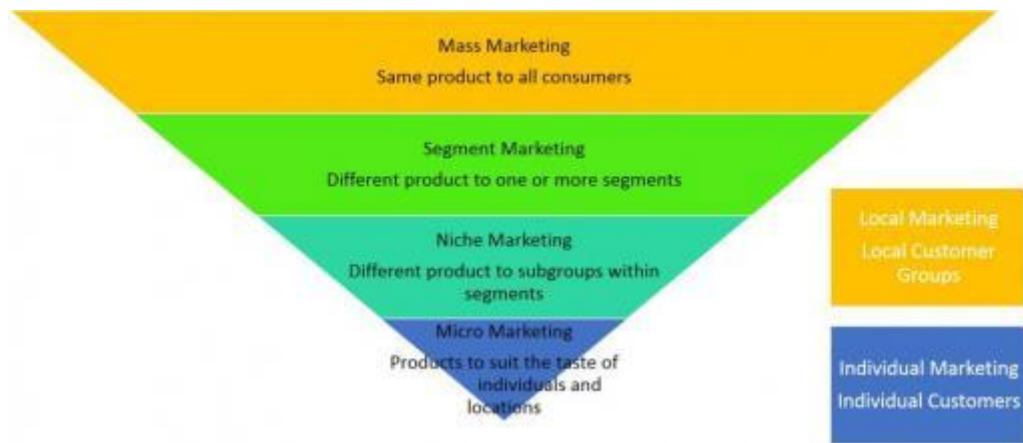 Mass Marketing
Same product to all consumers
Segment Marketing
Different product to one or more segments
Niche Marketing
Different product to subgroups within
segments
Micro Marketing
Products to suit the taste of
individuals and
locations
Local Marketing
Local Customer
Groups
Individual Marketing
Individual Customers